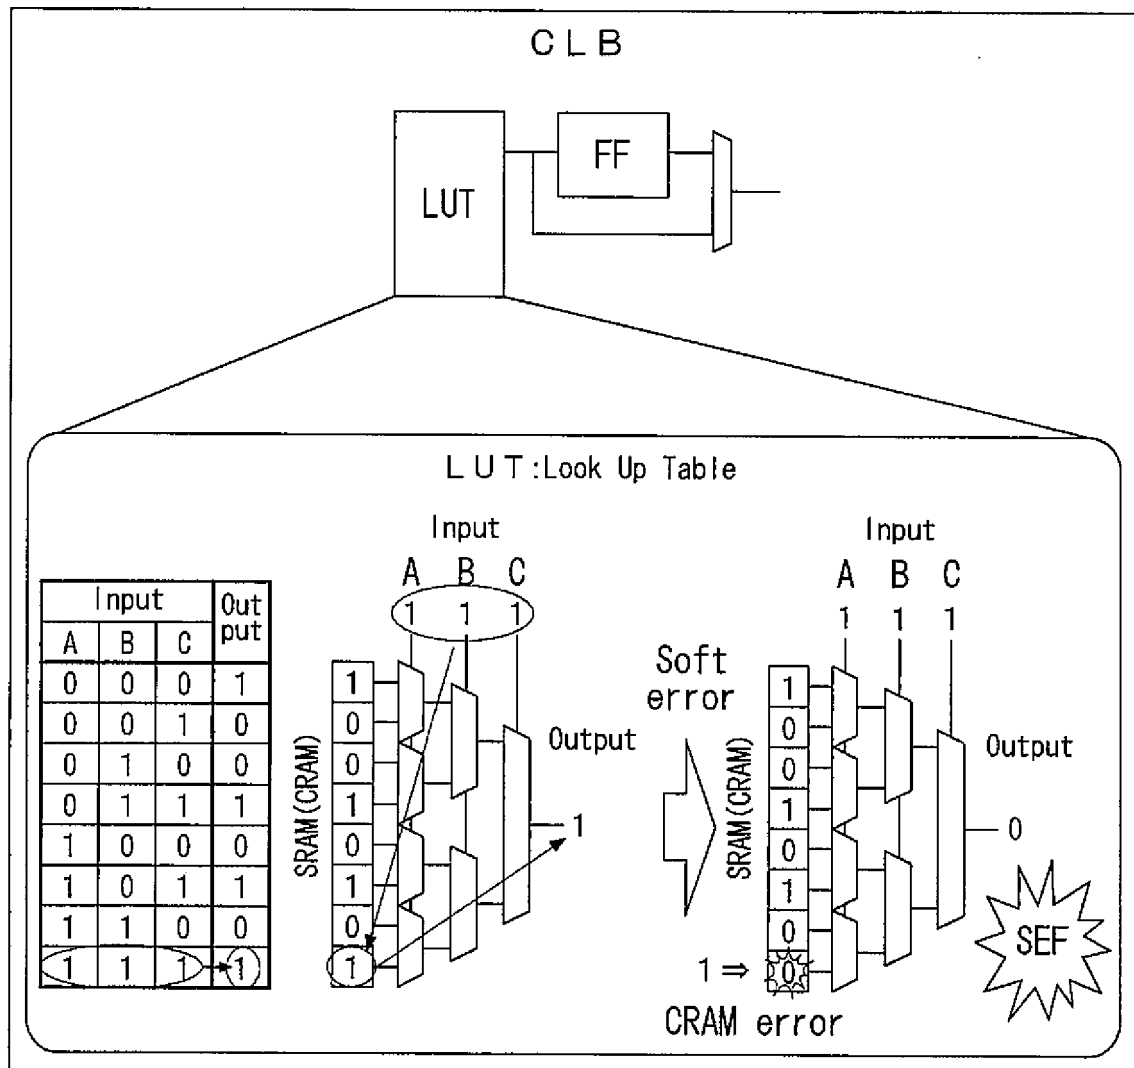 CLB
LUT
FF
LUT:Look Up Table
Input
Out
put
A B C
0 0 0 1
0 0 1 0
0 1 0 0
0 1 1 1
1 0 0 0
1 0 1 1
1 1 0 0
1 1 1 1
Input
A B C
1 1 1
SRAM(CRAM)
1
0
0
1
0
1
0
1
Output
1
Soft
error
Input
A B C
1 1 1
SRAM(CRAM)
1
0
0
1
0
1
0
1⇒ 0
CRAM error
Output
0
SEF